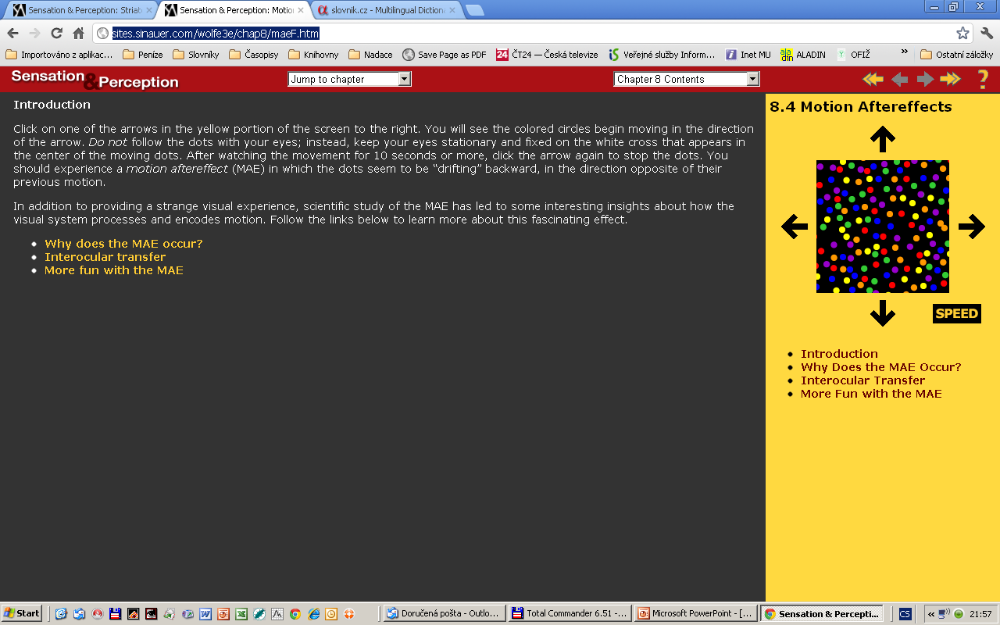 Sensation & Perception: Striat
Sensation & Perception: Motio
slovnik.cz - Multilingual Dictiona
sites.sinauer.com/wolfe3e/chap8/maeF.htm
Importováno z aplikac...
Peníze
Slovníky
Časopisy
Knihovny
Nadace
Save Page as PDF
24
ČT24 — Česká televize
Veřejné služby Inform...
Inet MU
ALADIN
OFIŽ
»
Ostatní záložky
Sensation & Perception
Jump to chapter
Chapter 8 Contents
?
Introduction
Click on one of the arrows in the yellow portion of the screen to the right. You will see the colored circles begin moving in the direction
of the arrow. Do not follow the dots with your eyes; instead, keep your eyes stationary and fixed on the white cross that appears in
the center of the moving dots. After watching the movement for 10 seconds or more, click the arrow again to stop the dots. You
should experience a motion aftereffect (MAE) in which the dots seem to be “drifting” backward, in the direction opposite of their
previous motion.
In addition to providing a strange visual experience, scientific study of the MAE has led to some interesting insights about how the
visual system processes and encodes motion. Follow the links below to learn more about this fascinating effect.
Why does the MAE occur?
Interocular transfer
More fun with the MAE
8.4 Motion Aftereffects
SPEED
Introduction
Why Does the MAE Occur?
Interocular Transfer
More Fun with the MAE
Start
Doručená pošta - Outlo...
Total Commander 6.51 -...
Microsoft PowerPoint - [...
Sensation & Percepti...
CS
«
21:57